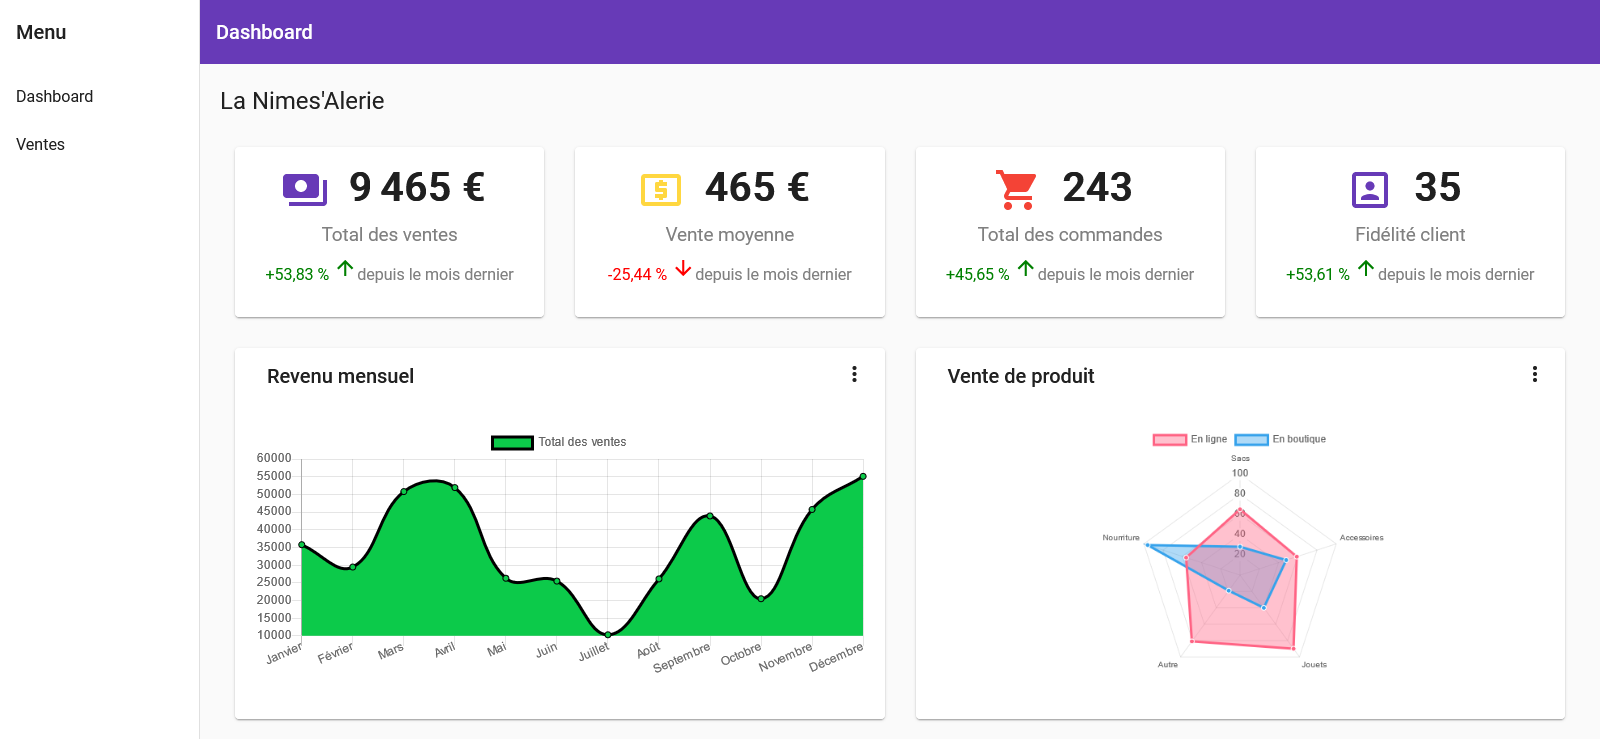 Menu
Dashboard
Dashboard
Ventes
La Nimes'Alerie
9 465 €
Total des ventes
+53,83 % depuis le mois dernier
465 €
Vente moyenne
-25,44 % depuis le mois dernier
243
Total des commandes
+45,65 % depuis le mois dernier
35
Fidélité client
+53,61 % depuis le mois dernier
Revenu mensuel
Total des ventes
60000
55000
50000
45000
40000
35000
30000
25000
20000
15000
10000
Janvier
Février
Mars
Avril
Mai
Juin
Juillet
Août
Septembre
Octobre
Novembre
Décembre
Vente de produit
En ligne
En boutique
Sacs
100
80
60
40
20
Nourriture
Accessoires
Autre
Jouets